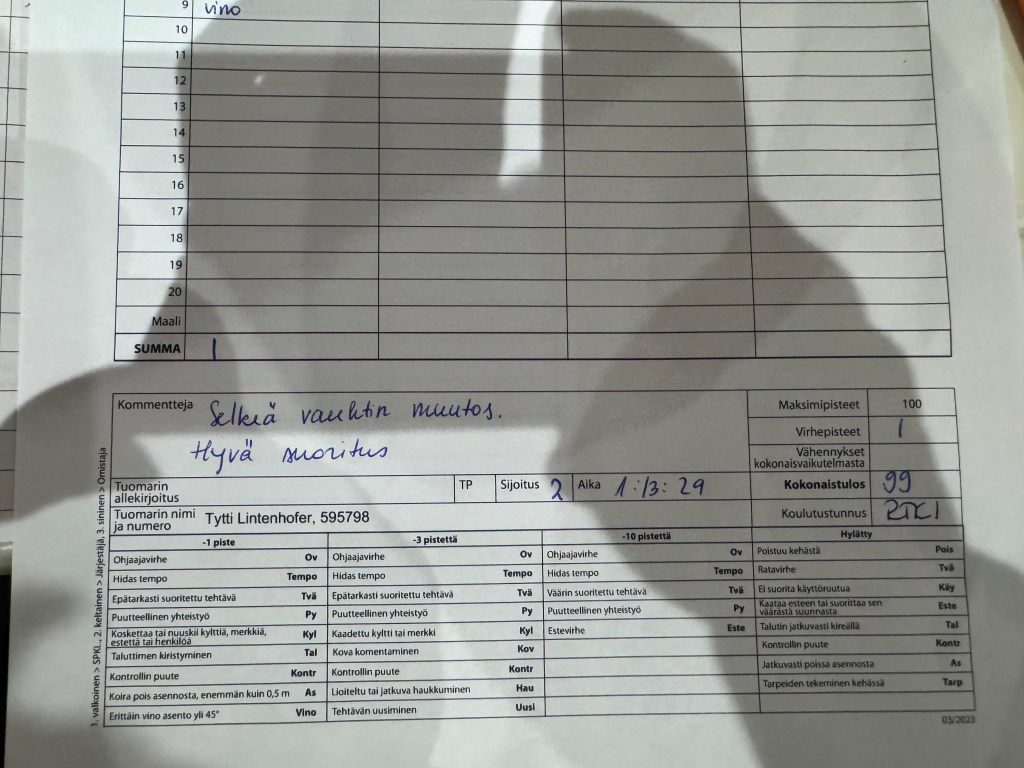 9 vino
10
11
12
13
14
15
16
17
18
19
20
Maali
SUMMA 1
Kommentteja Selkiä vauhtin muutos.
Hyvä suoritus
Maksimipisteet 100
Virhepisteet 1
Vähennykset kokonaisvaikutelmasta
Tuomarin allekirjoitus TP Sijoitus 2 Aika 1:13:29 Kokonaistulos 99
Tuomarin nimi ja numero Tytti Lintenhofer, 595798 Koulutustunnus RTK1
-1 piste -3 pistettä -10 pistettä Hylätty
Ohjaajavirhe Ov Ohjaajavirhe Ov Ohjaajavirhe Ov Poistuu kehästä Pois
Hidas tempo Tempo Hidas tempo Tempo Hidas tempo Tempo Ratavirhe Tvä
Epätarkasti suoritettu tehtävä Tvä Epätarkasti suoritettu tehtävä Tvä Väärin suoritettu tehtävä Tvä Ei suorita käyttöruutua Käy
Puutteellinen yhteistyö Py Puutteellinen yhteistyö Py Puutteellinen yhteistyö Py Kaataa esteen tai suorittaa sen väärästä suunnasta Este
Koskettaa tai nuuskii kylttiä, merkkiä, estettä tai henkilöä Kyl Kaadettu kyltti tai merkki Kyl Estevirhe Este Talutin jatkuvasti kireällä Tal
Taluttimen kiristyminen Tal Kova komentaminen Kov Kontrollin puute Kontr
Kontrollin puute Kontr Kontrollin puute Kontr Jatkuvasti poissa asennosta As
Koira pois asennosta, enemmän kuin 0,5 m As Liioiteltu tai jatkuva haukkuminen Hau Tarpeiden tekeminen kehässä Tarp
Erittäin vino asento yli 45° Vino Tehtävän uusiminen Uusi
03/2023
1. valkoinen > SPKL, 2. keltainen > Järjestäjä, 3. sininen > Omistaja